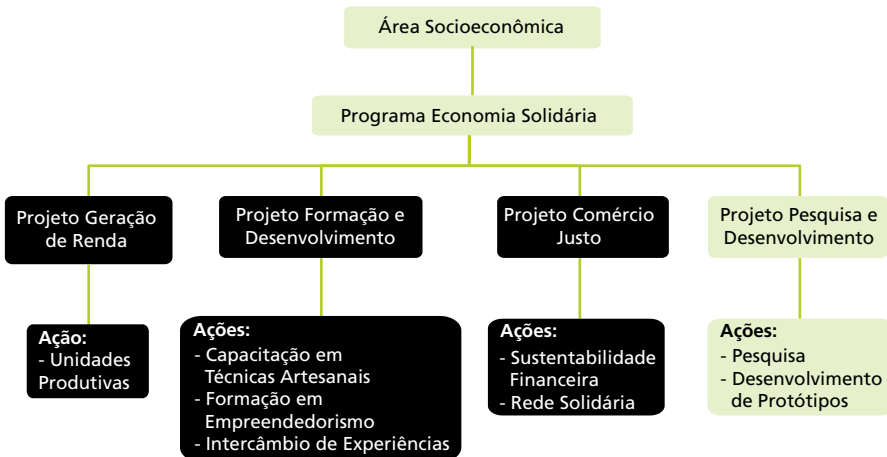 Área Socioeconômica
Programa Economia Solidária
Projeto Geração
de Renda
Projeto Formação e
Desenvolvimento
Projeto Comércio
Justo
Projeto Pesquisa e
Desenvolvimento
Ação:
- Unidades
Produtivas
Ações:
- Capacitação em
Técnicas Artesanais
- Formação em
Empreendedorismo
- Intercâmbio de Experiências
Ações:
- Sustentabilidade
Financeira
- Rede Solidária
Ações:
- Pesquisa
- Desenvolvimento
de Protótipos